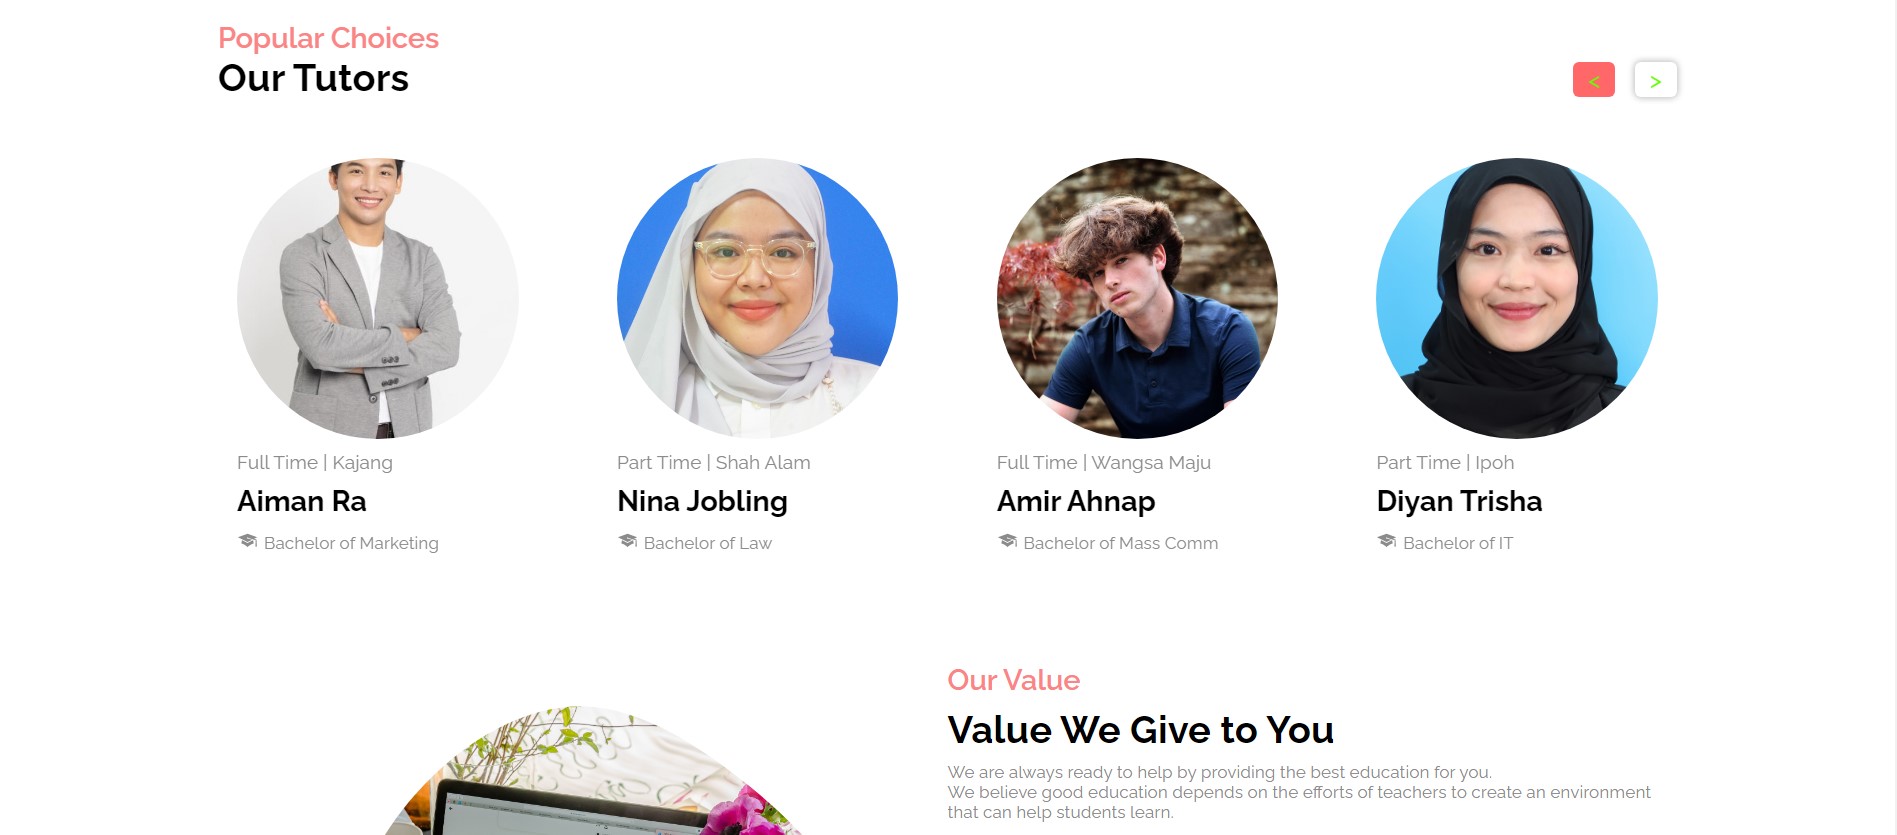 Popular Choices
Our Tutors
< >
Full Time | Kajang
Aiman Ra
Bachelor of Marketing
Part Time | Shah Alam
Nina Jobling
Bachelor of Law
Full Time | Wangsa Maju
Amir Ahnap
Bachelor of Mass Comm
Part Time | Ipoh
Diyan Trisha
Bachelor of IT
Our Value
Value We Give to You
We are always ready to help by providing the best education for you.
We believe good education depends on the efforts of teachers to create an environment
that can help students learn.